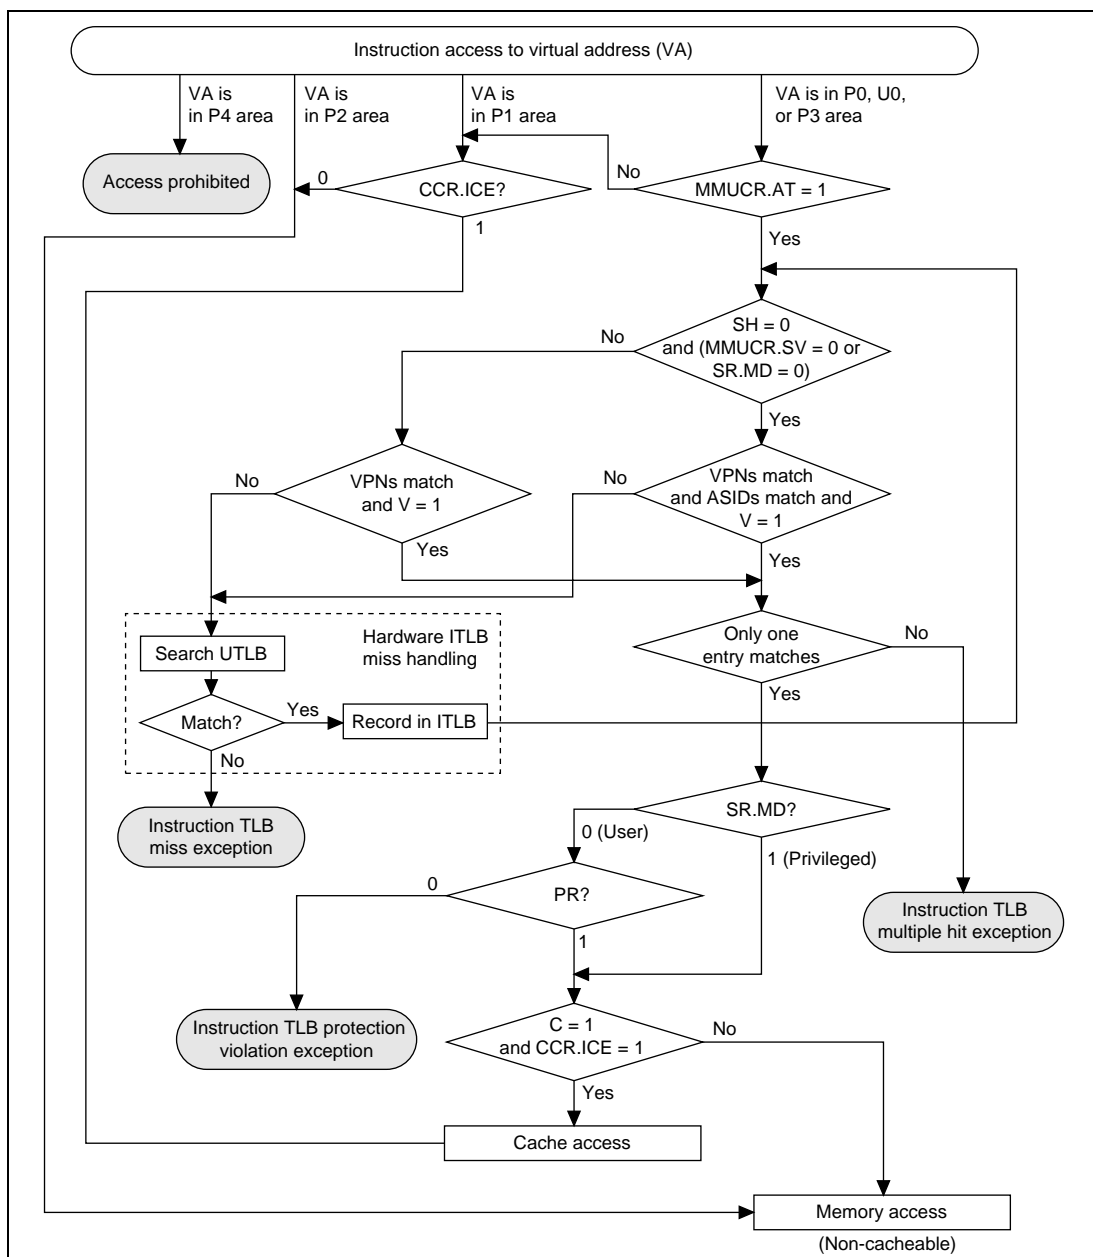 Instruction access to virtual address (VA)
VA is
in P4 area
VA is
in P2 area
VA is
in P1 area
VA is in P0, U0,
or P3 area
Access prohibited
0
CCR.ICE?
1
No
MMUCR.AT = 1
Yes
SH = 0
and (MMUCR.SV = 0 or
SR.MD = 0)
No
Yes
No
VPNs match
and V = 1
Yes
No
VPNs match
and ASIDs match and
V = 1
Yes
Hardware ITLB
miss handling
Search UTLB
Match?
Yes
Record in ITLB
No
Only one
entry matches
No
Yes
Instruction TLB
miss exception
SR.MD?
0 (User)
1 (Privileged)
0
PR?
1
Instruction TLB
multiple hit exception
Instruction TLB protection
violation exception
C = 1
and CCR.ICE = 1
No
Yes
Cache access
Memory access
(Non-cacheable)